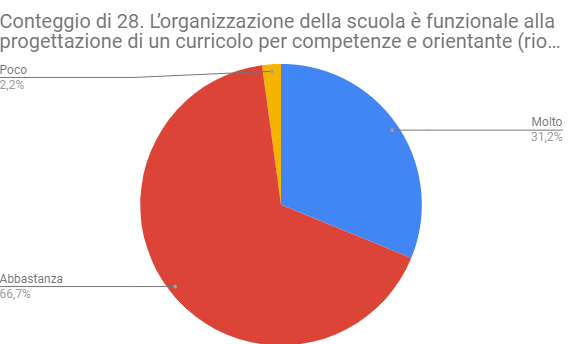 Conteggio di 28. L’organizzazione della scuola è funzionale alla
progettazione di un curricolo per competenze e orientante (rio…
Poco
2,2%
Molto
31,2%
Abbastanza
66,7%